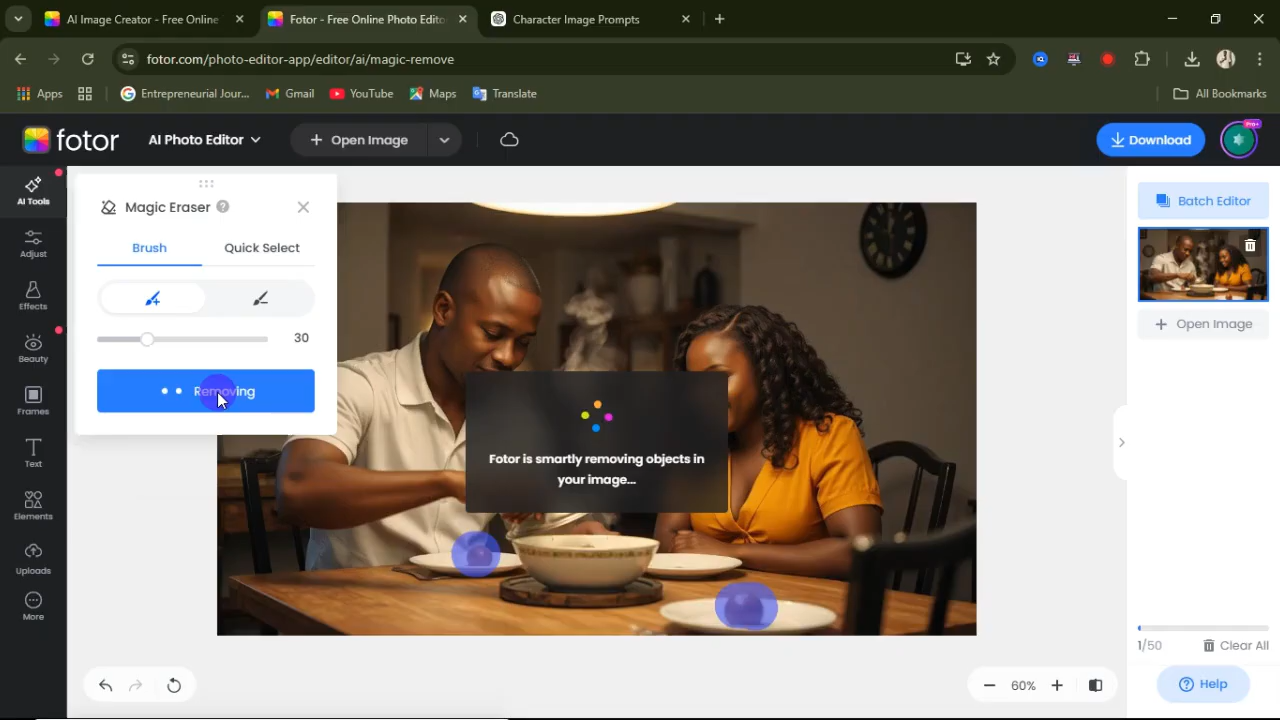 AI Image Creator - Free Online
Fotor - Free Online Photo Edito
Character Image Prompts
fotor.com/photo-editor-app/editor/ai/magic-remove
Apps
Entrepreneurial Jour...
Gmail
YouTube
Maps
Translate
All Bookmarks
fotor
AI Photo Editor
Open Image
Download
Pro+
AI Tools
Adjust
Effects
Beauty
Frames
Text
Elements
Uploads
More
Magic Eraser
Brush
Quick Select
30
Removing
Fotor is smartly removing objects in
your image...
Batch Editor
Open Image
1/50
Clear All
60%
Help